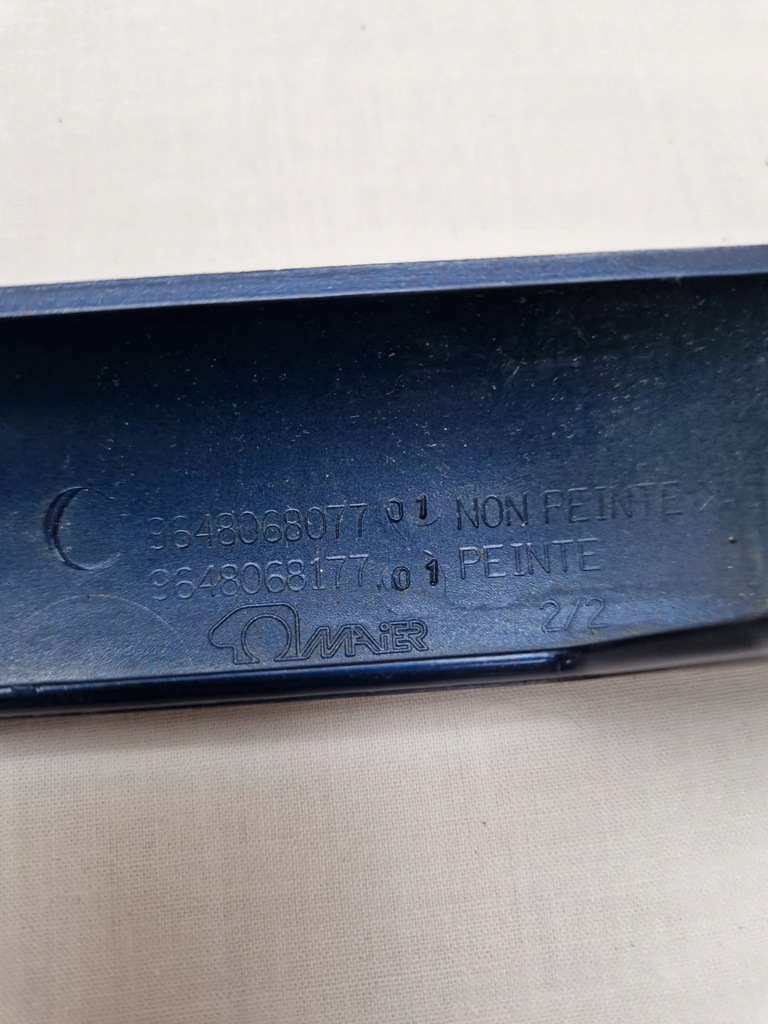 9648068077 01 NON PEINTE
9648068177 01 PEINTE
MAIER
2/2